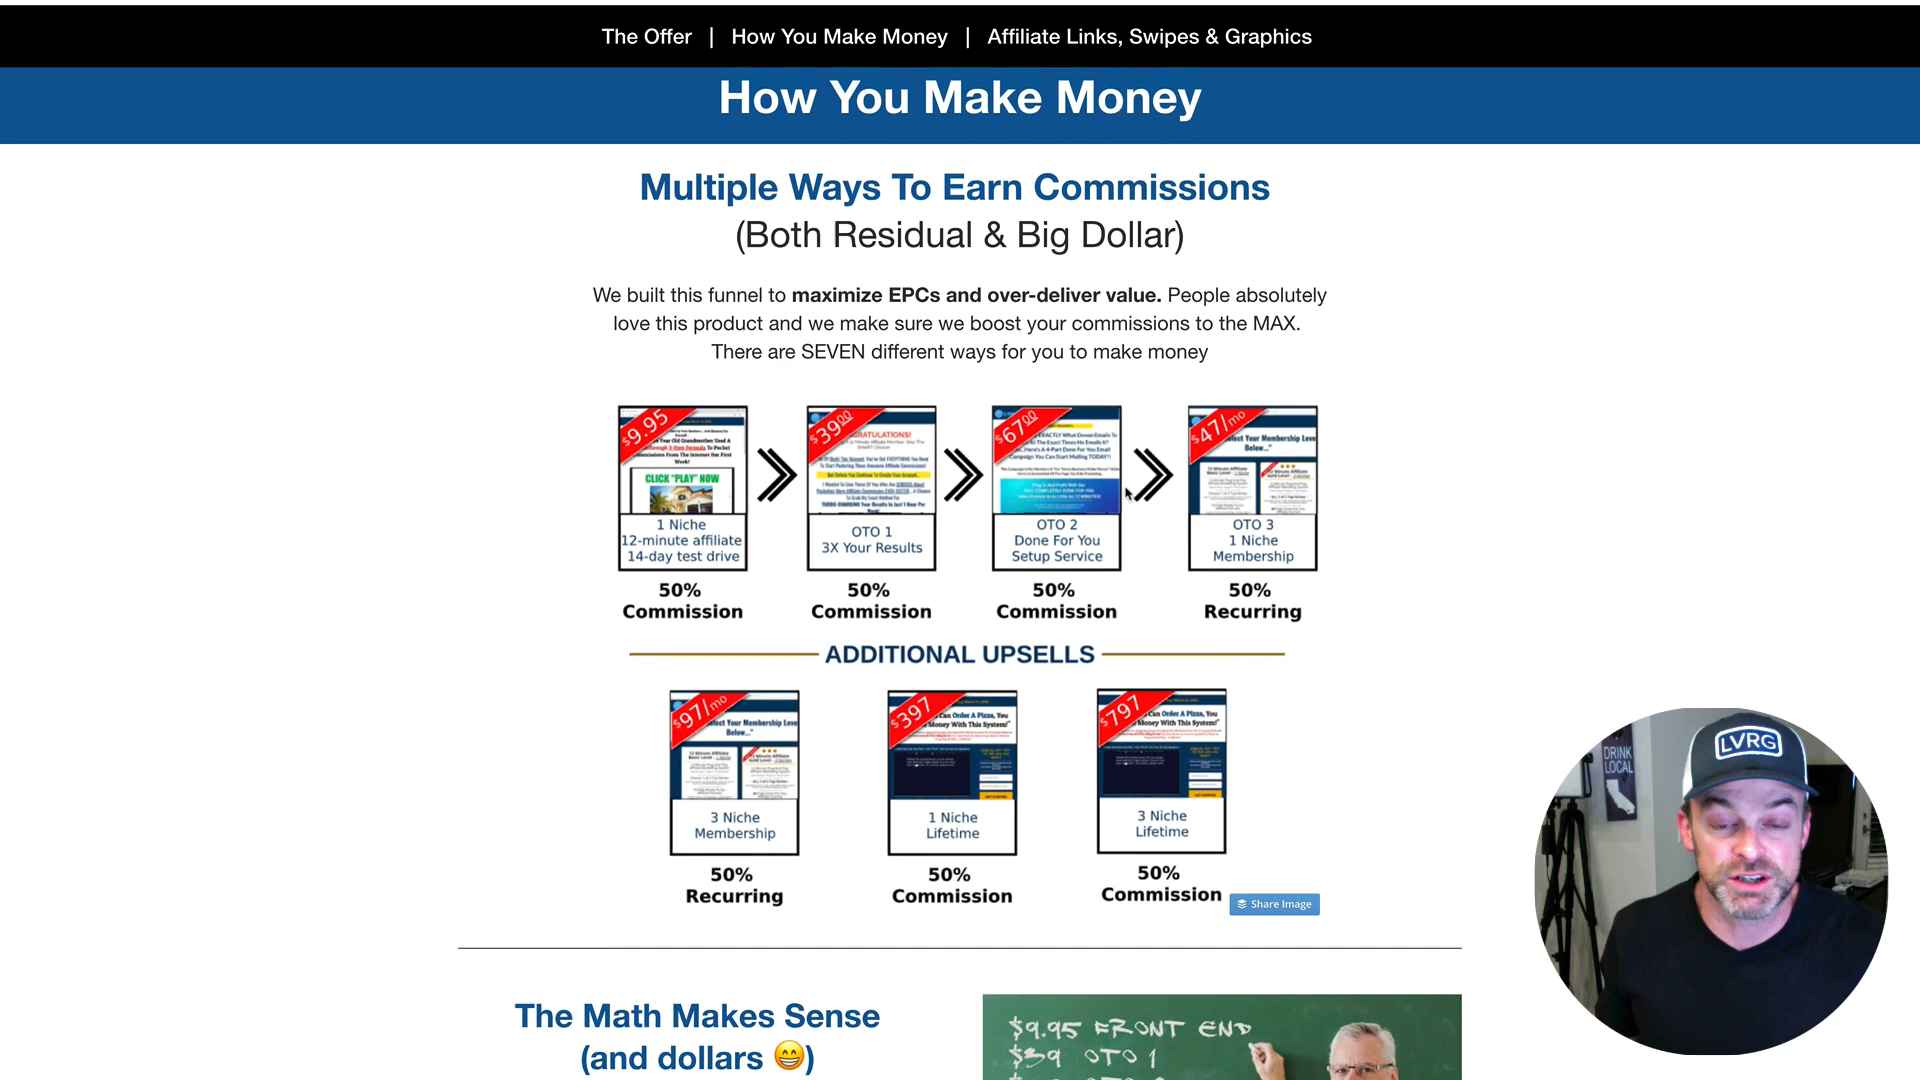 The Offer | How You Make Money | Affiliate Links, Swipes & Graphics
How You Make Money
Multiple Ways To Earn Commissions
(Both Residual & Big Dollar)
We built this funnel to maximize EPCs and over-deliver value. People absolutely
love this product and we make sure we boost your commissions to the MAX.
There are SEVEN different ways for you to make money
$9.95
CLICK "PLAY" NOW
1 Niche
12-minute affiliate
14-day test drive
50%
Commission
$39.00
OTO 1
3X Your Results
50%
Commission
$67.00
OTO 2
Done For You
Setup Service
50%
Commission
$47/mo
OTO 3
1 Niche
Membership
50%
Recurring
ADDITIONAL UPSELLS
$97/mo
3 Niche
Membership
50%
Recurring
$397
1 Niche
Lifetime
50%
Commission
$797
3 Niche
Lifetime
50%
Commission
Share Image
The Math Makes Sense
(and dollars 😁)
$9.95 FRONT END
$39 OTO 1
LVRG
DRINK
LOCAL